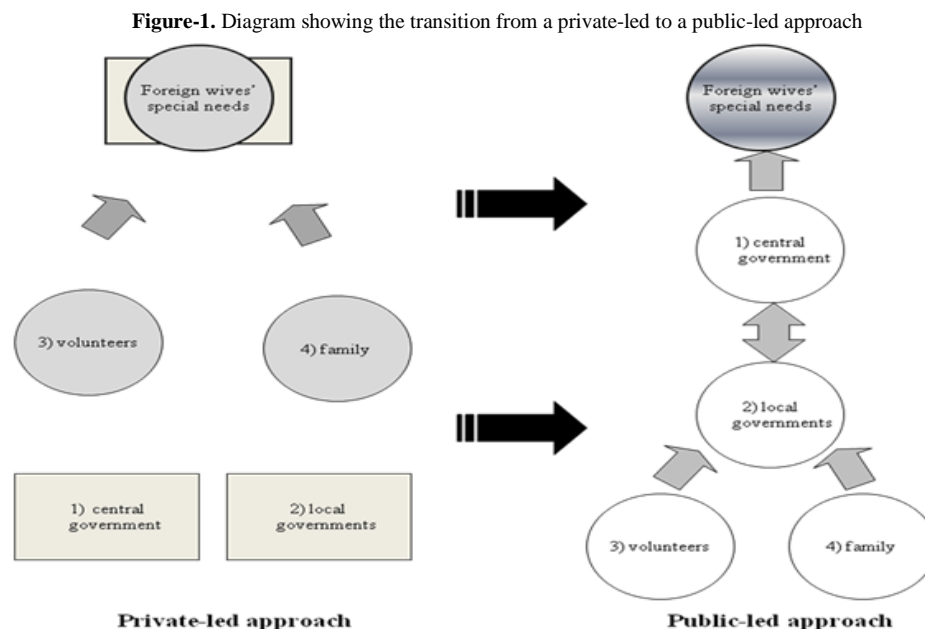 Figure-1. Diagram showing the transition from a private-led to a public-led approach
Foreign wives'
special needs
3) volunteers
4) family
1) central
government
2) local
governments
Private-led approach
Foreign wives'
special needs
1) central
government
2) local
governments
3) volunteers
4) family
Public-led approach